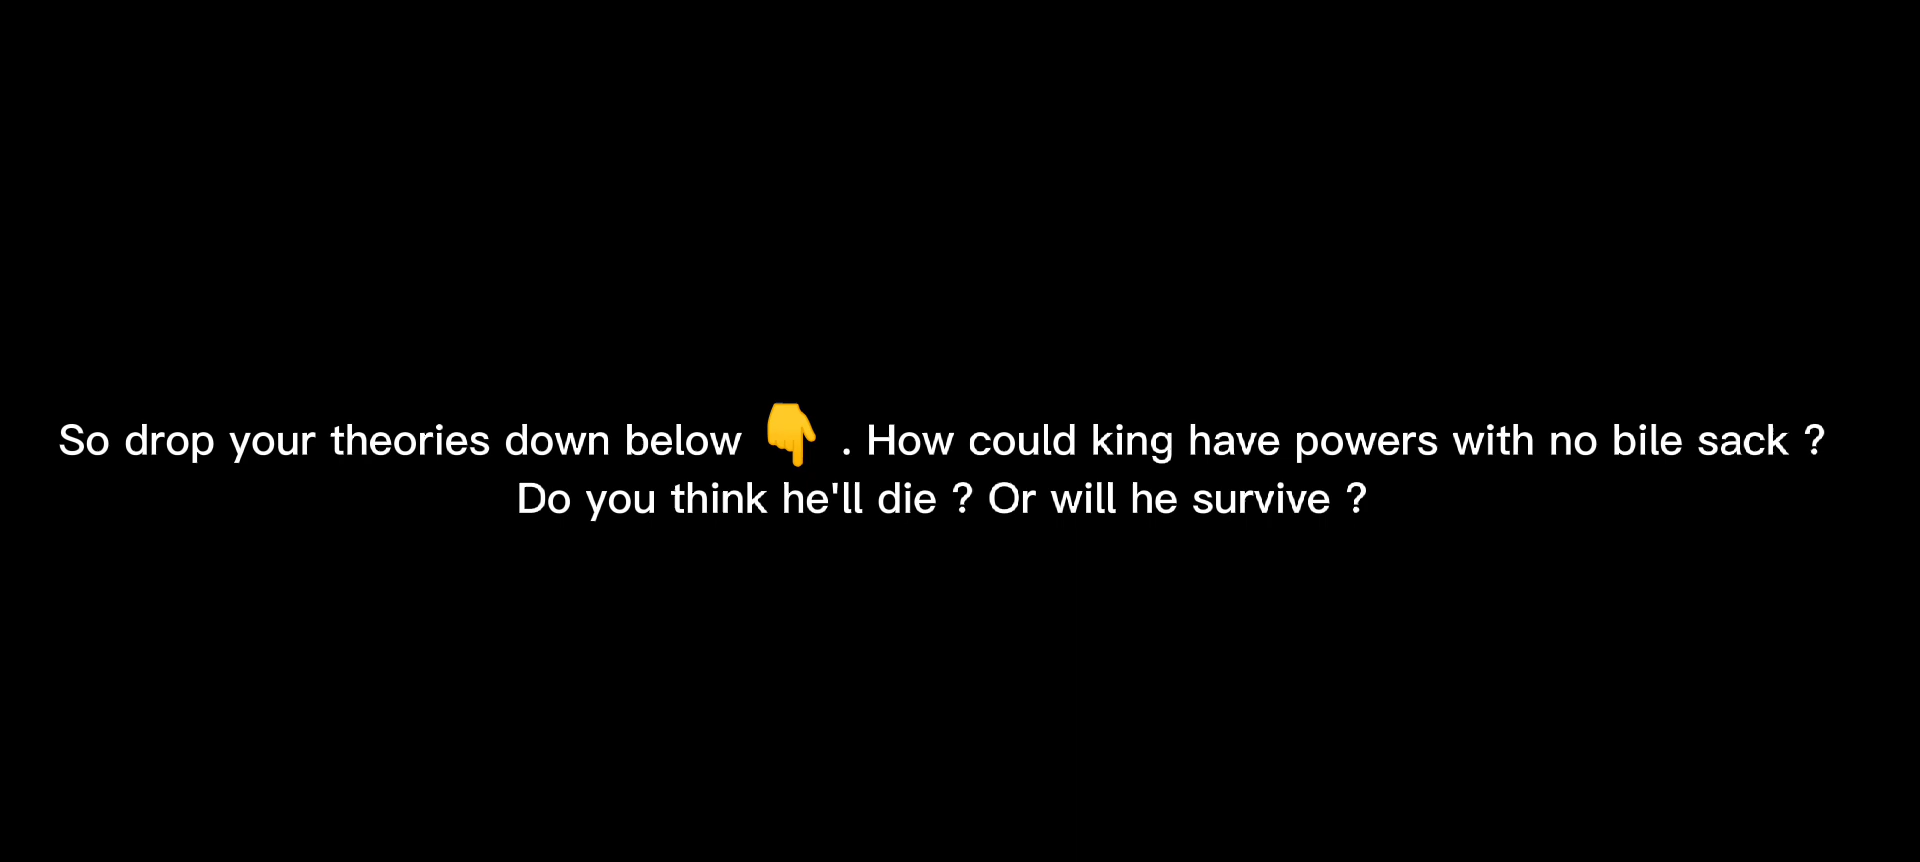 So drop your theories down below 👇 . How could king have powers with no bile sack ?
Do you think he'll die ? Or will he survive ?